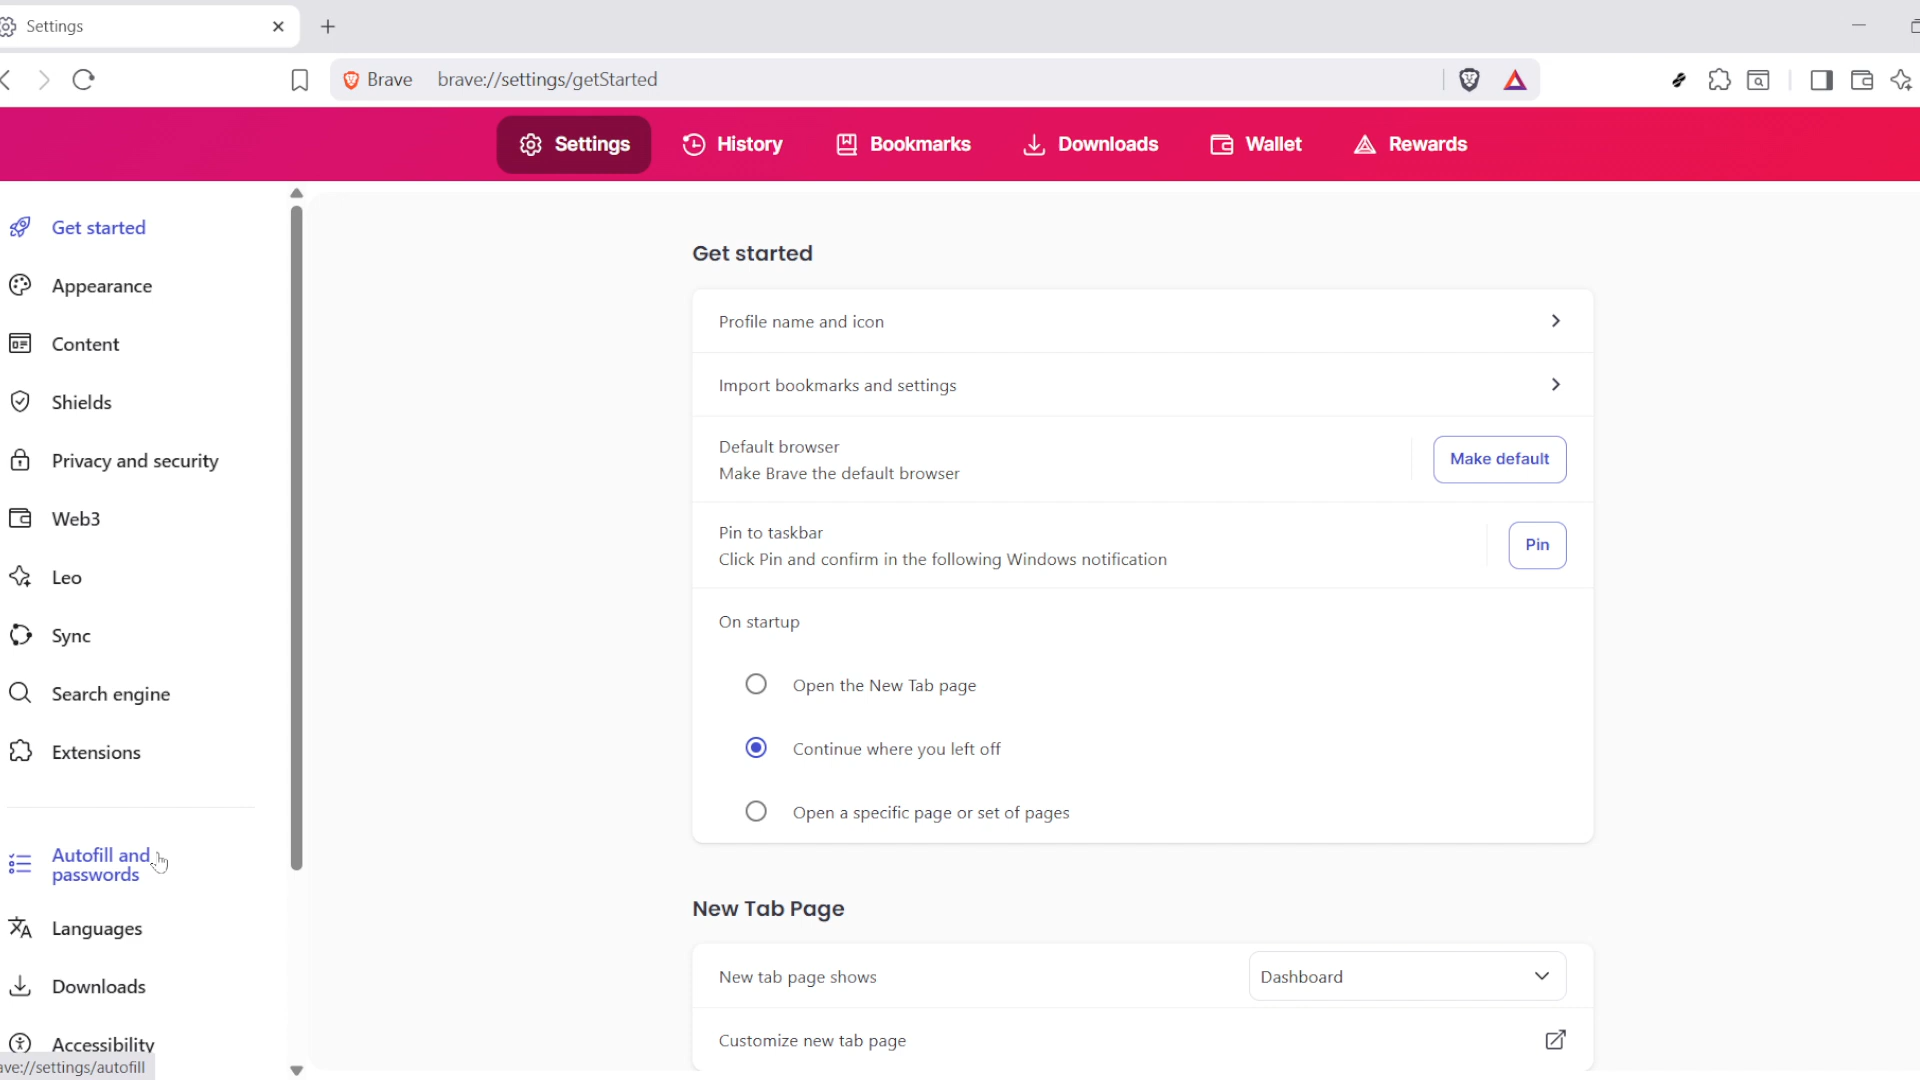 Settings
Brave brave://settings/getStarted
Settings History Bookmarks Downloads Wallet Rewards
Get started
Appearance
Content
Shields
Privacy and security
Web3
Leo
Sync
Search engine
Extensions
Autofill and
passwords
Languages
Downloads
Accessibility
ave://settings/autofill
Get started
Profile name and icon
Import bookmarks and settings
Default browser
Make Brave the default browser
Make default
Pin to taskbar
Click Pin and confirm in the following Windows notification
Pin
On startup
Open the New Tab page
Continue where you left off
Open a specific page or set of pages
New Tab Page
New tab page shows
Dashboard
Customize new tab page